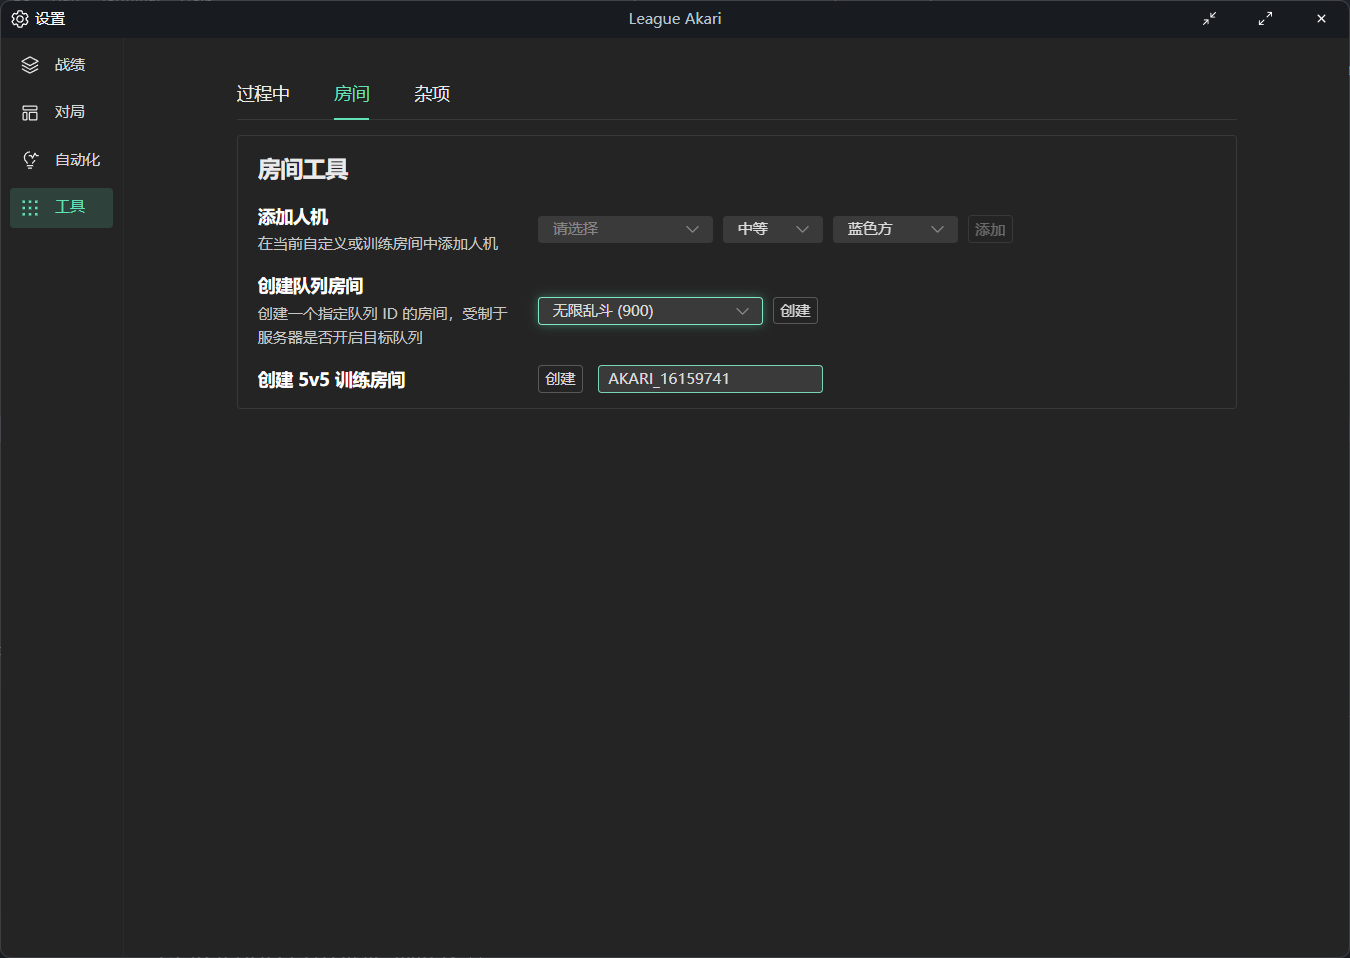 设置
League Akari
战绩
对局
自动化
工具
过程中 房间 杂项
房间工具
添加人机
在当前自定义或训练房间中添加人机
请选择 中等 蓝色方 添加
创建队列房间
创建一个指定队列 ID 的房间，受制于
服务器是否开启目标队列
无限乱斗 (900) 创建
创建 5v5 训练房间
创建 AKARI_16159741